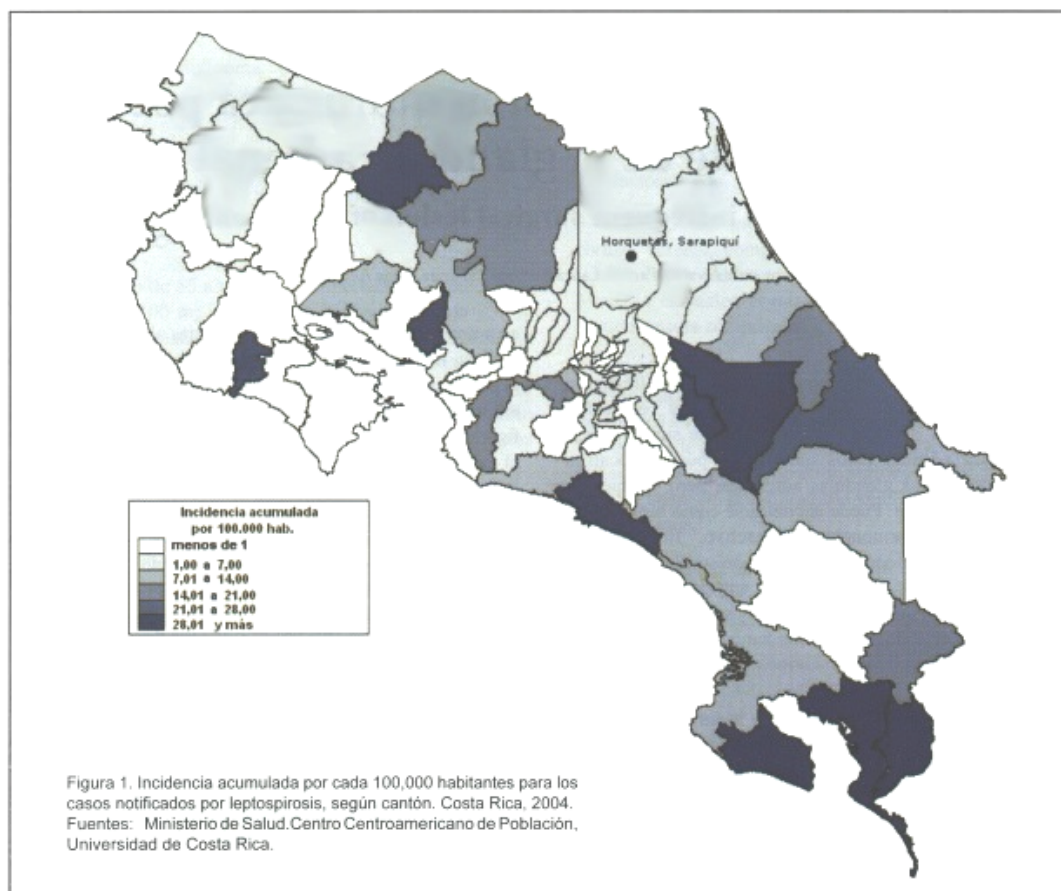 Horquetas, Sarapiquí
Incidencia acumulada
por 100.000 hab.
menos de 1
1,00 a 7,00
7,01 a 14,00
14,01 a 21,00
21,01 a 28,00
28,01 y más
Figura 1. Incidencia acumulada por cada 100,000 habitantes para los
casos notificados por leptospirosis, según cantón. Costa Rica, 2004.
Fuentes: Ministerio de Salud.Centro Centroamericano de Población,
Universidad de Costa Rica.